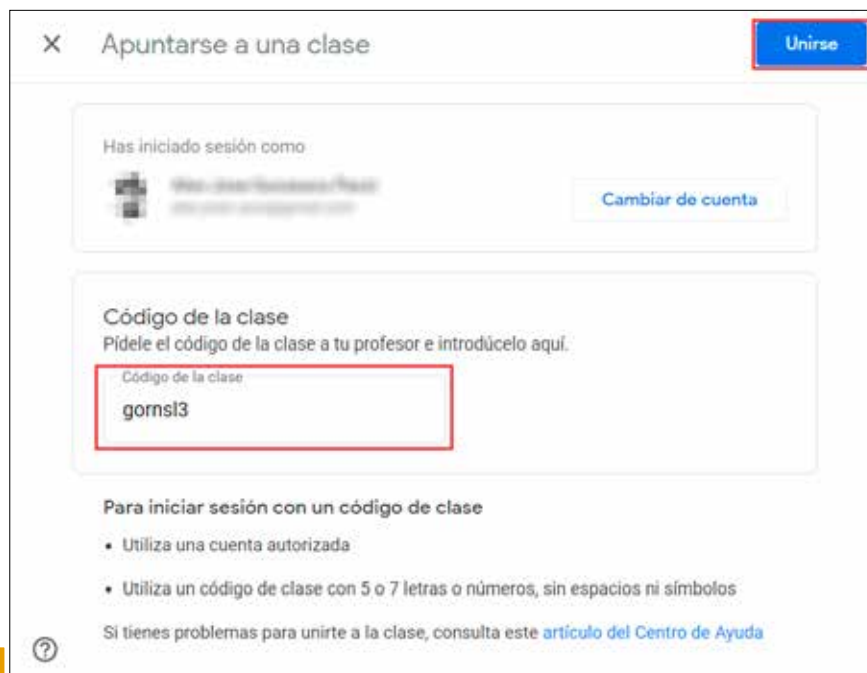 Apuntarse a una clase
Unirse
Has iniciado sesión como
Cambiar de cuenta
Código de la clase
Pídele el código de la clase a tu profesor e introdúcelo aquí.
Código de la clase
gornsl3
Para iniciar sesión con un código de clase
• Utiliza una cuenta autorizada
• Utiliza un código de clase con 5 o 7 letras o números, sin espacios ni símbolos
Si tienes problemas para unirte a la clase, consulta este artículo del Centro de Ayuda